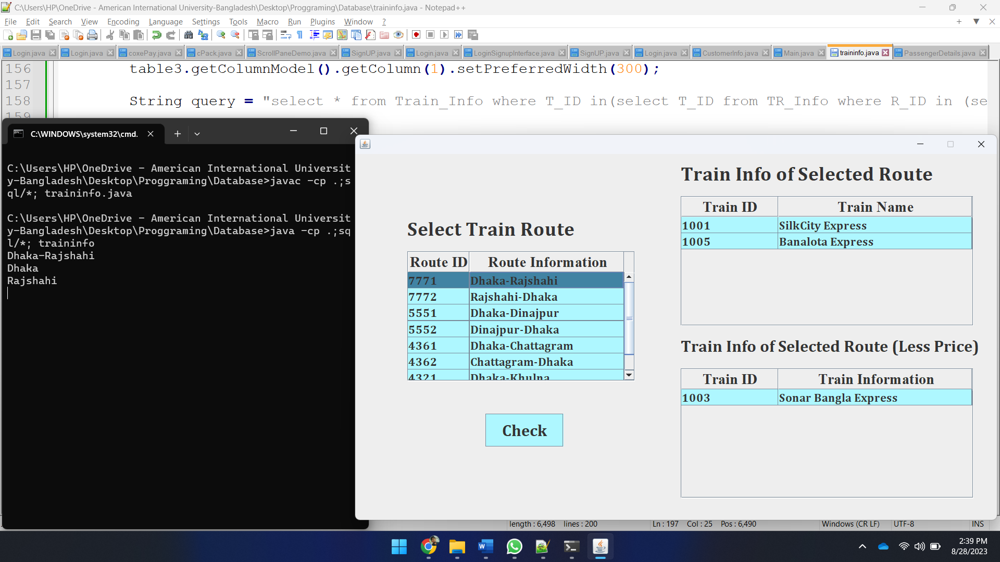 C:\Users\HP\OneDrive - American International University-Bangladesh\Desktop\Proggraming\Database\traininfo.java - Notepad++
File Edit Search View Encoding Language Settings Tools Macro Run Plugins Window ?
Login.java Login.java coxePay.java cPack.java ScrollPaneDemo.java SignUP.java Login.java LoginSignupInterface.java SignUP.java Login.java CustomerInfo.java Main.java traininfo.java PassengerDetails.java
156 table3.getColumnModel().getColumn(1).setPreferredWidth(300);
157
158 String query = "select * from Train_Info where T_ID in(select T_ID from TR_Info where R_ID in (se
159
C:\WINDOWS\system32\cmd.
C:\Users\HP\OneDrive - American International Universit
y-Bangladesh\Desktop\Proggraming\Database>javac -cp .;s
ql/*; traininfo.java
C:\Users\HP\OneDrive - American International Universit
y-Bangladesh\Desktop\Proggraming\Database>java -cp .;sq
l/*; traininfo
Dhaka-Rajshahi
Dhaka
Rajshahi
Select Train Route
Route ID Route Information
7771 Dhaka-Rajshahi
7772 Rajshahi-Dhaka
5551 Dhaka-Dinajpur
5552 Dinajpur-Dhaka
4361 Dhaka-Chattagram
4362 Chattagram-Dhaka
4321 Dhaka-Khulna
Check
Train Info of Selected Route
Train ID Train Name
1001 SilkCity Express
1005 Banalota Express
Train Info of Selected Route (Less Price)
Train ID Train Information
1003 Sonar Bangla Express
length : 6,498 lines : 200 Ln : 197 Col : 25 Pos : 6,490 Windows (CR LF) UTF-8 INS
2:39 PM
8/28/2023